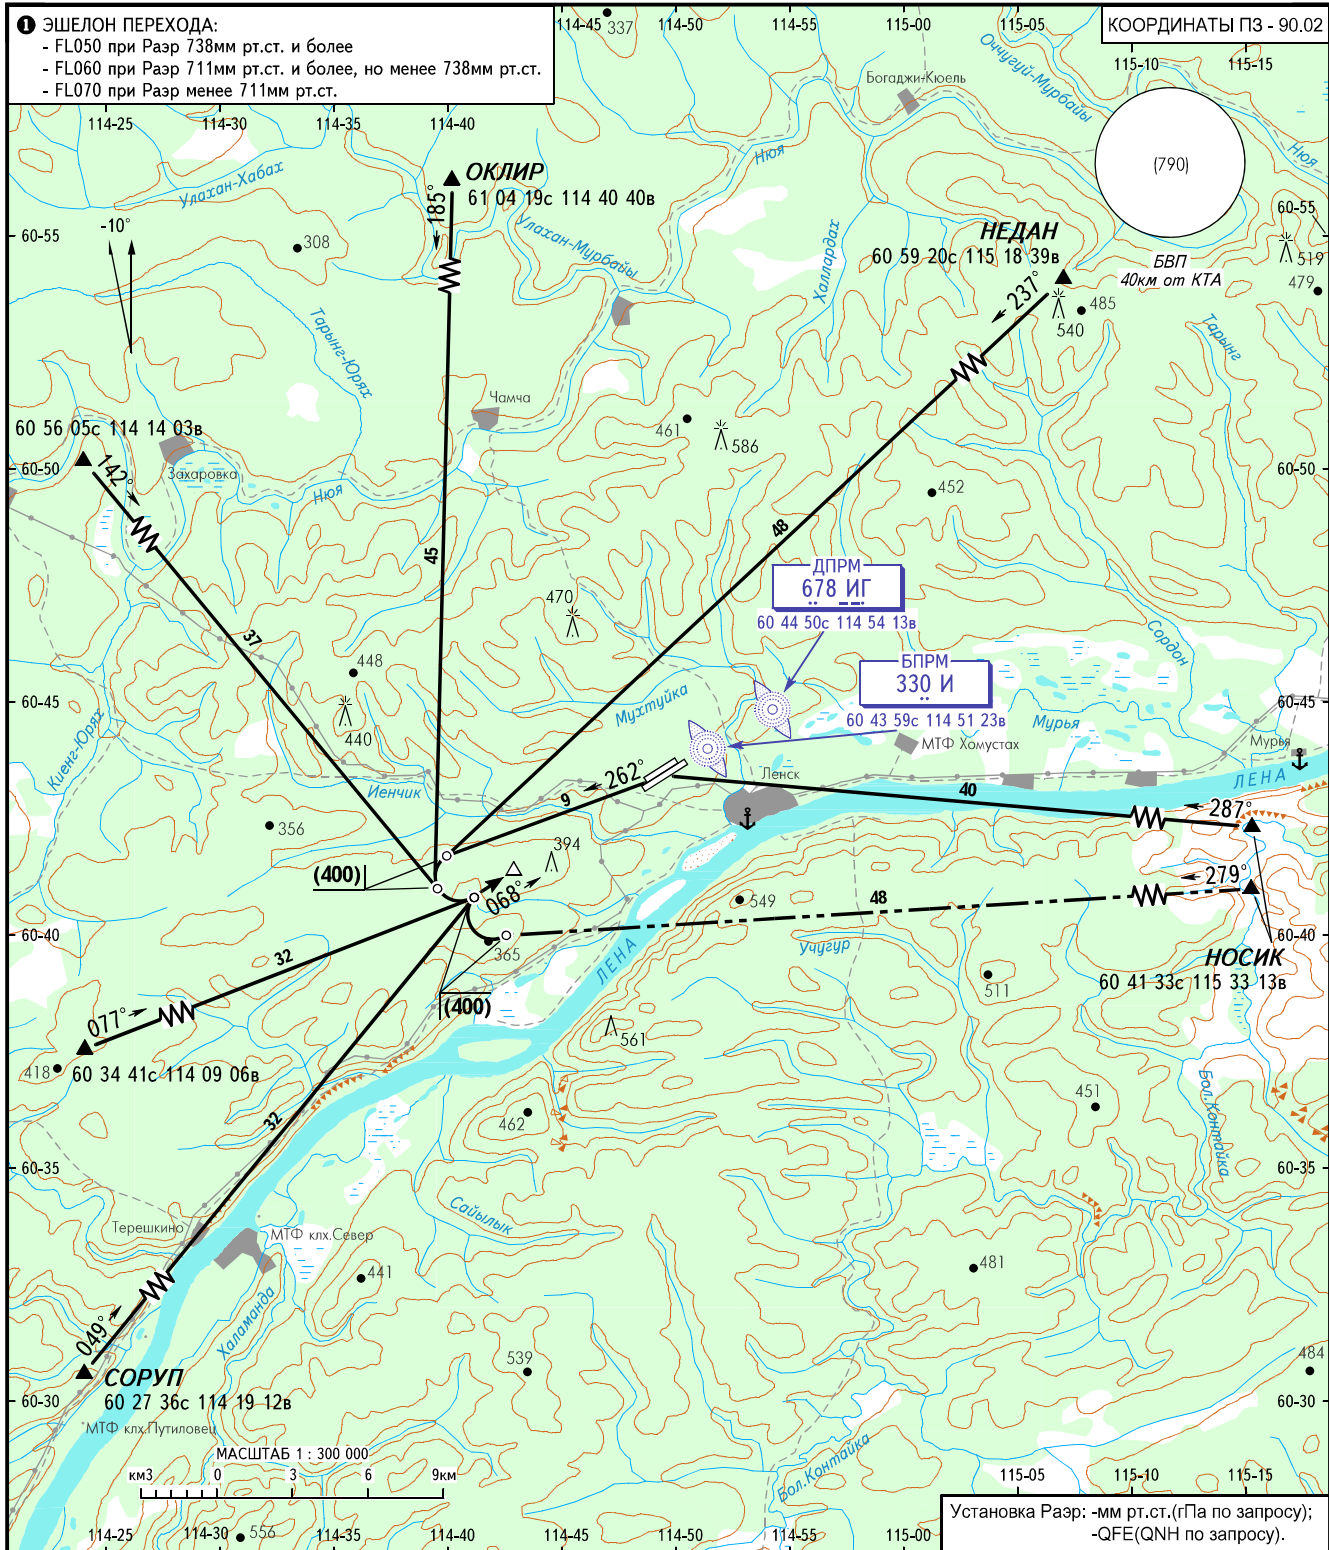 ❶ ЭШЕЛОН ПЕРЕХОДА:
- FL050 при Раэр 738мм рт.ст. и более
- FL060 при Раэр 711мм рт.ст. и более, но менее 738мм рт.ст.
- FL070 при Раэр менее 711мм рт.ст.
КООРДИНАТЫ ПЗ - 90.02
114-45 114-50 115-00 115-05
337
115-10 115-15
114-25 114-30 114-35 114-40
Богаджи-Кюель
Оччугуй-Мурбайы
Нюя
Нюя
(790)
БВП
40км от КТА
Улахан-Хабах
ОКЛИР
61 04 19с 114 40 40в
185°
Улахан-Мурбайы
Халлардах
НЕДАН
60 59 20с 115 18 39в
237°
540
485
519
479
60-55
60-55
-10°
308
Тарынг-Юрях
Тарынг
Чамча
461
586
452
60 56 05с 114 14 03в
142°
Захаровка
Нюя
60-50
60-50
48
45
37
ДПРМ
678 ИГ
60 44 50с 114 54 13в
БПРМ
330 И
60 43 59с 114 51 23в
470
448
440
Мухтуйка
Сордон
Мурья
МТФ Хомустах
Мурья
60-45
60-45
Киенг-Юрях
Иенчик
262°
9
Ленск
ЛЕНА
40
287°
356
394
(400)
068°
279°
48
549
365
ЛЕНА
Учугур
60-40
60-40
НОСИК
60 41 33с 115 33 13в
32
(400)
511
561
077°
418
60 34 41с 114 09 06в
32
462
451
Бол.Контайка
60-35
60-35
Сайылык
Терешкино
МТФ клх.Север
441
481
Халаманда
049°
СОРУП
60 27 36с 114 19 12в
539
484
60-30
60-30
МТФ клх.Путиловец
Бол.Контайка
МАСШТАБ 1 : 300 000
км3 0 3 6 9км
115-05 115-10 115-15
Установка Раэр: -мм рт.ст.(гПа по запросу);
-QFE(QNH по запросу).
114-25 114-30 556 114-35 114-40 114-45 114-50 114-55 115-00